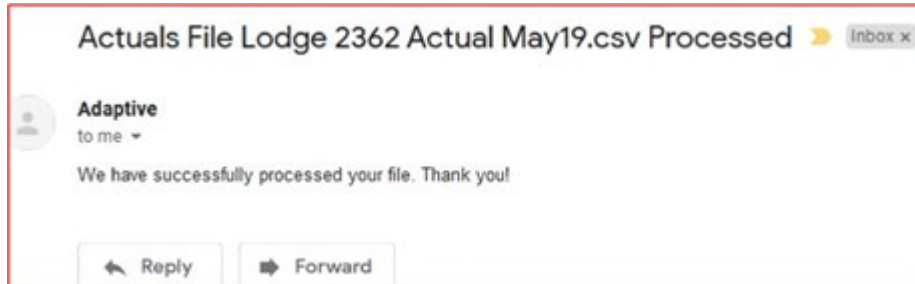 Actuals File Lodge 2362 Actual May19.csv Processed Inbox x
Adaptive
to me
We have successfully processed your file. Thank you!
Reply Forward